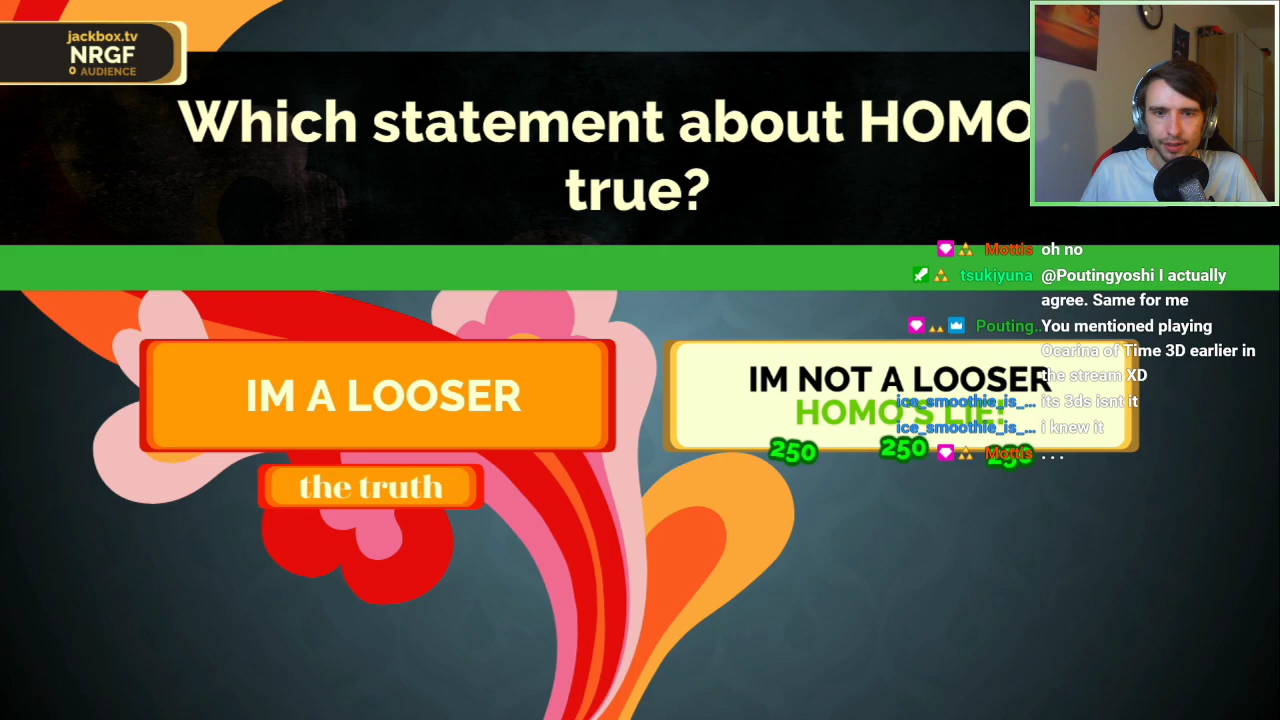 jackbox.tv
NRGF
0 AUDIENCE
Which statement about HOMO
true?
IM A LOOSER
the truth
IM NOT A LOOSER
HOMO'S LIE!
250
250
250
Mottis oh no
tsukiyuna @Poutingyoshi I actually
agree. Same for me
Pouting... You mentioned playing
Ocarina of Time 3D earlier in
the stream XD
ice_smoothie_is_... its 3ds isnt it
ice_smoothie_is_... i knew it
Mottis . . .